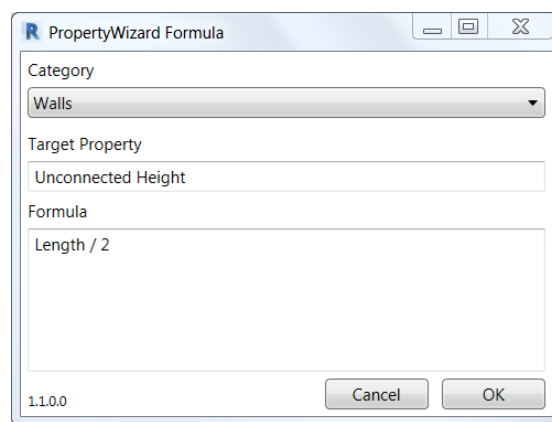 R PropertyWizard Formula
Category
Walls
Target Property
Unconnected Height
Formula
Length / 2
1.1.0.0 Cancel OK